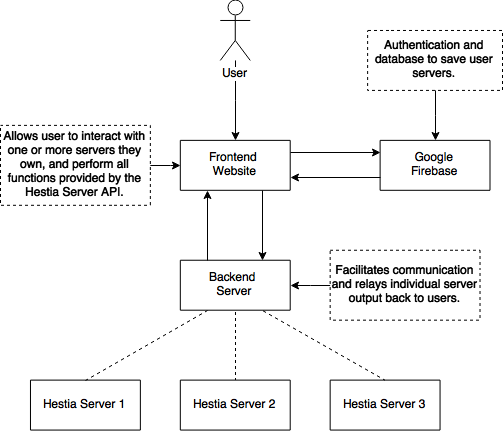 User
Authentication and
database to save user
servers.
Allows user to interact with
one or more servers they
own, and perform all
functions provided by the
Hestia Server API.
Frontend
Website
Google
Firebase
Backend
Server
Facilitates communication
and relays individual server
output back to users.
Hestia Server 1
Hestia Server 2
Hestia Server 3